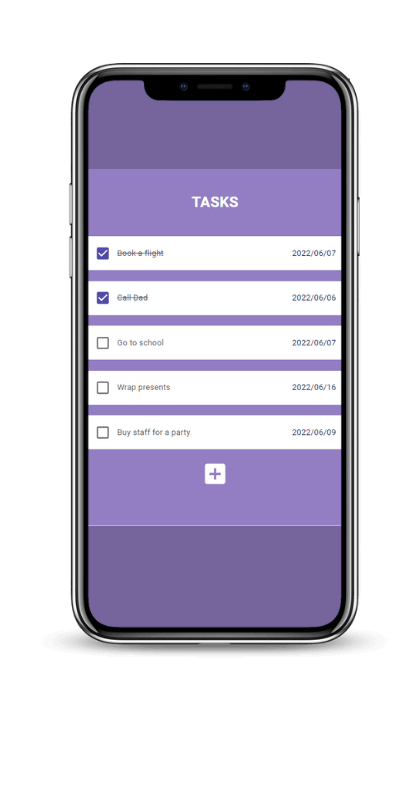 TASKS
Book a flight 2022/06/07
Call Dad 2022/06/06
Go to school 2022/06/07
Wrap presents 2022/06/16
Buy staff for a party 2022/06/09
+